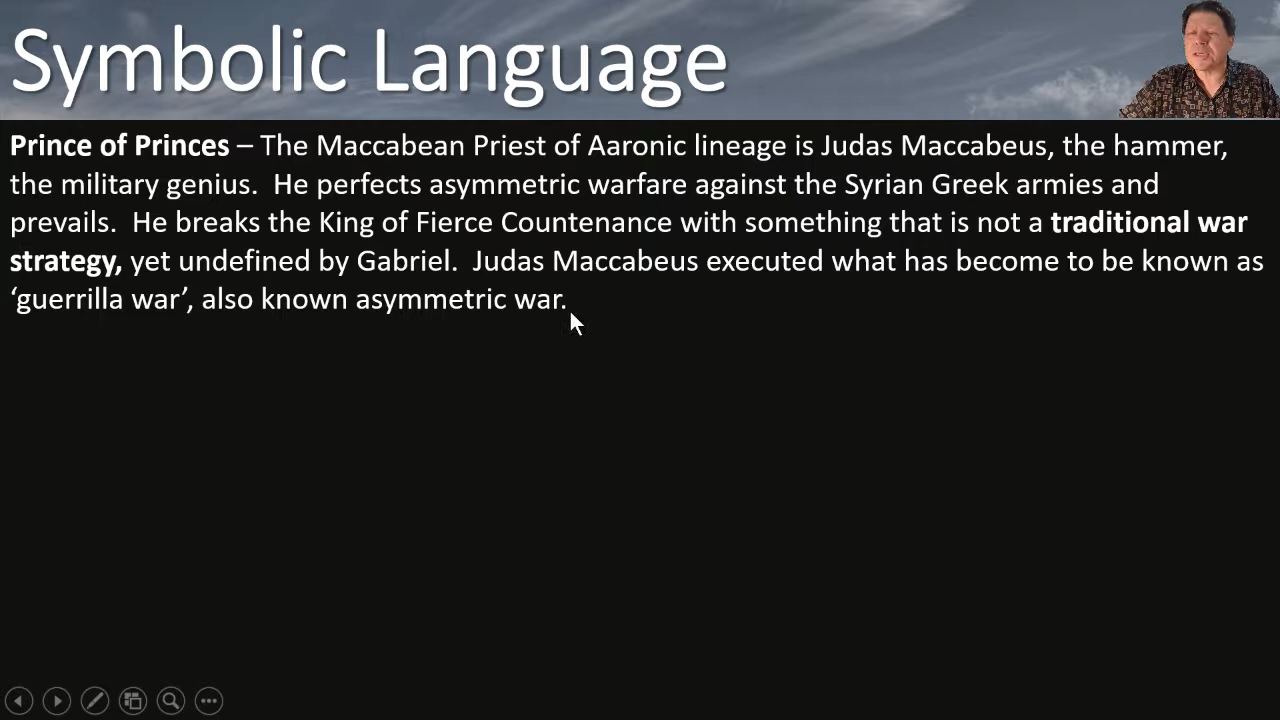 Symbolic Language
Prince of Princes – The Maccabean Priest of Aaronic lineage is Judas Maccabeus, the hammer,
the military genius.  He perfects asymmetric warfare against the Syrian Greek armies and
prevails.  He breaks the King of Fierce Countenance with something that is not a traditional war
strategy, yet undefined by Gabriel.  Judas Maccabeus executed what has become to be known as
‘guerrilla war’, also known asymmetric war.